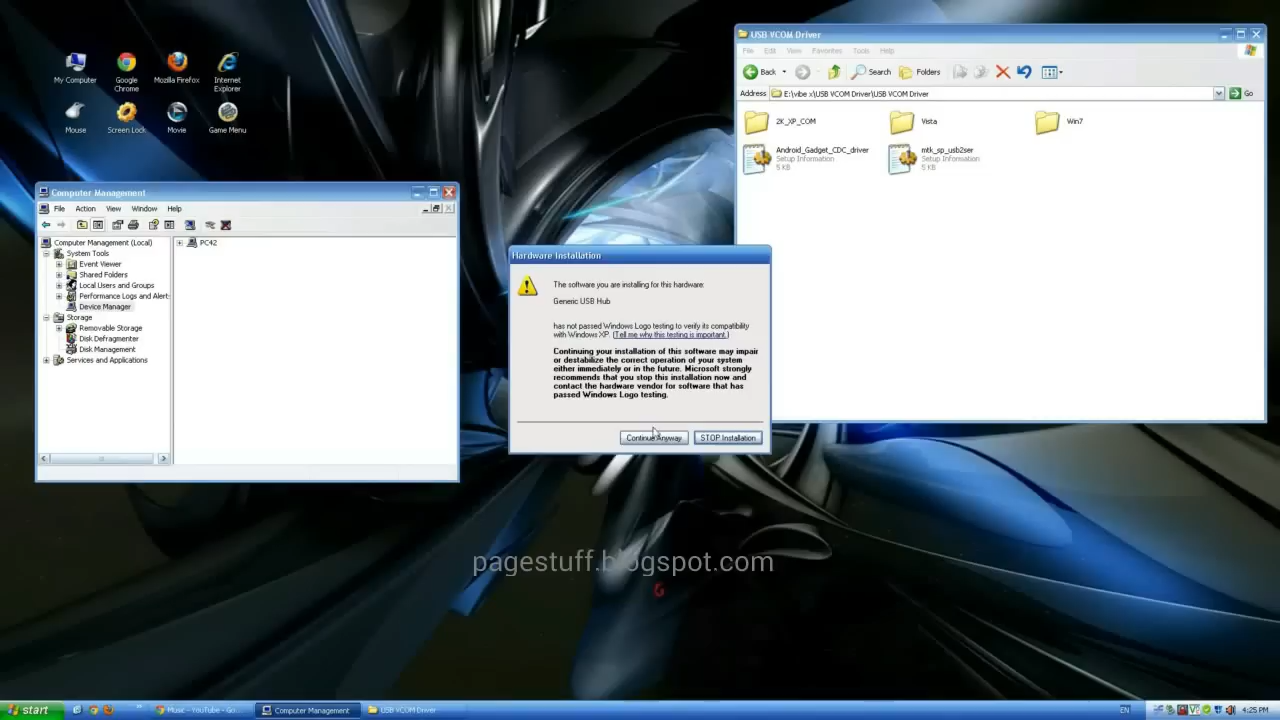 My Computer
Google Chrome
Mozilla Firefox
Internet Explorer
Mouse
Screen Lock
Movie
Game Menu
USB VCOM Driver
File Edit View Favorites Tools Help
Back Search Folders
Address E:\vibe x\USB VCOM Driver\USB VCOM Driver Go
2K_XP_COM
Vista
Win7
Android_Gadget_CDC_driver
Setup Information
5 KB
mtk_sp_usb2ser
Setup Information
5 KB
Computer Management
File Action View Window Help
Computer Management (Local)
System Tools
Event Viewer
Shared Folders
Local Users and Groups
Performance Logs and Alert:
Device Manager
Storage
Removable Storage
Disk Defragmenter
Disk Management
Services and Applications
PC42
Hardware Installation
The software you are installing for this hardware:
Generic USB Hub
has not passed Windows Logo testing to verify its compatibility
with Windows XP. (Tell me why this testing is important.)
Continuing your installation of this software may impair
or destabilize the correct operation of your system
either immediately or in the future. Microsoft strongly
recommends that you stop this installation now and
contact the hardware vendor for software that has
passed Windows Logo testing.
Continue Anyway STOP Installation
pagestuff.blogspot.com
G
start Music - YouTube - Go... Computer Management USB VCOM Driver EN 4:25 PM